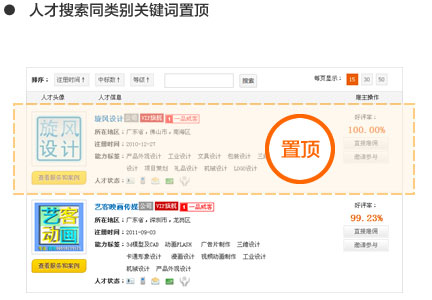 人才搜索同类别关键词置顶
排序: 注册时间↑ 中标数↑ 等级↑ 搜索 每页显示: 15 30 50
人才头像 人才信息 雇主操作
旋风设计 旋风设计 公司 VIP旗舰 一品威客 好评率:
所在地区:广东省,佛山市,南海区 100.00%
注册时间:2010-12-27 直接雇佣
能力标签:产品外观设计 工业设计 文具设计 包装设计 邀请参与
设计 项目策划 礼品设计 机械设计 LOGO设计
查看服务和案例 人才状态:
置顶
艺客动画 艺客映画传媒 公司 VIP旗舰 一品威客 好评率:
所在地区:广东省,深圳市,龙岗区 99.23%
注册时间:2011-09-03 直接雇佣
能力标签:3d模型及CAD 动画FLASH 广告片制作 三维设计 邀请参与
卡通形象设计 漫画设计 视频动画制作 工业设计
查看服务和案例 机械设计 产品外观设计
人才状态: